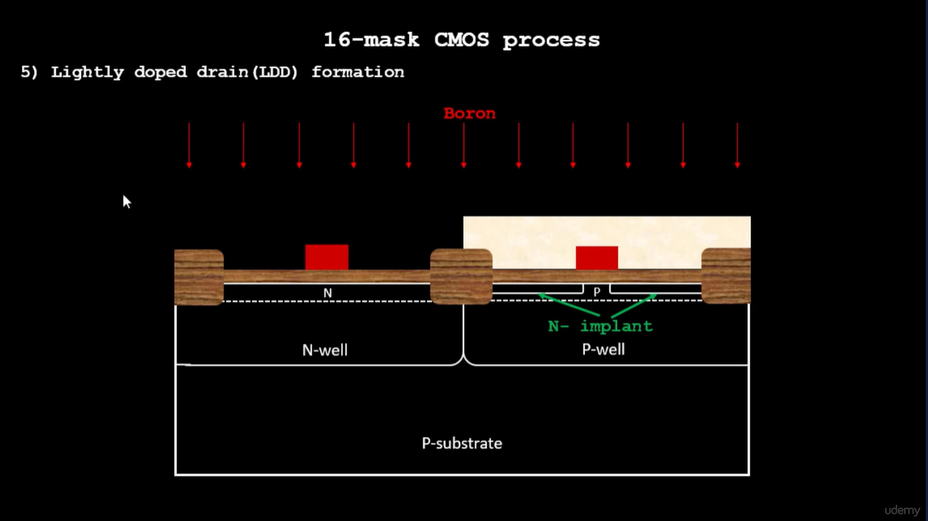 16-mask CMOS process
5) Lightly doped drain(LDD) formation
Boron
N
P
N- implant
N-well
P-well
P-substrate
udemy